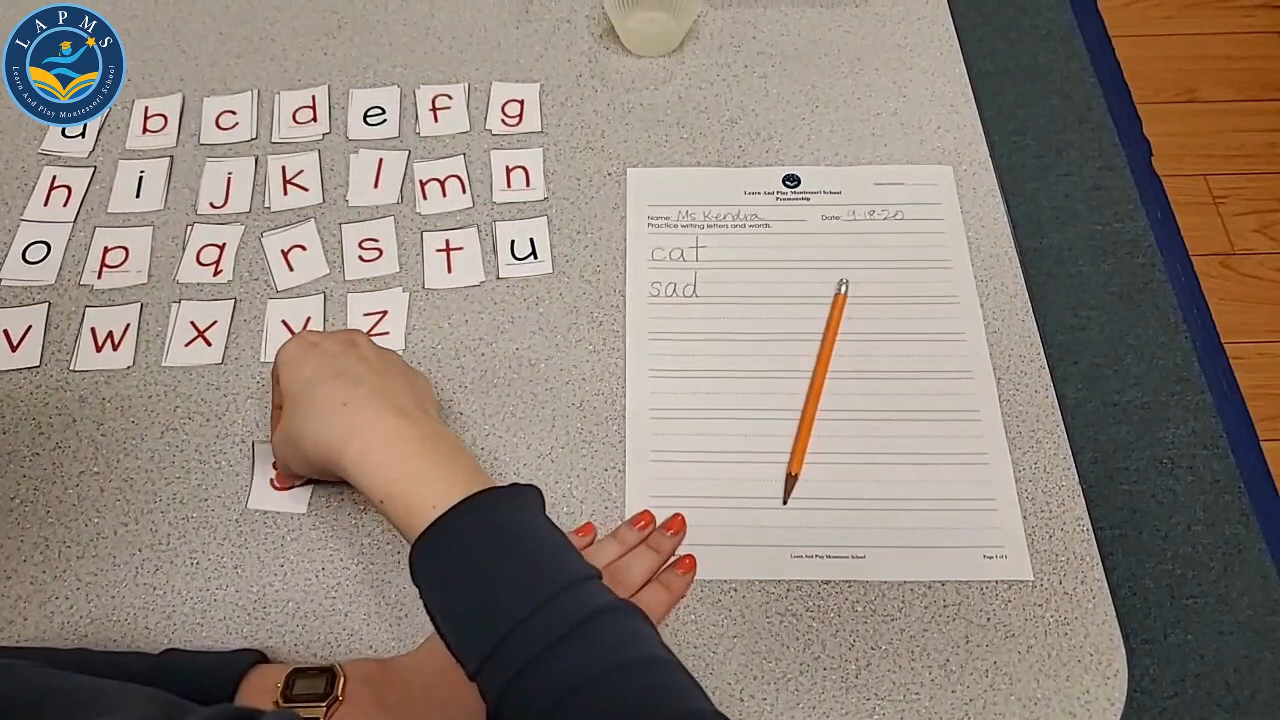 LAPMS
Learn And Play Montessori School
a b c d e f g
h i j k l m n
o p q r s t u
v w x y z
s
Learn And Play Montessori School
Penmanship
Name: Ms Kendra Date: 9-18-20
Practice writing letters and words.
cat
sad
Learn And Play Montessori School Page 1 of 1